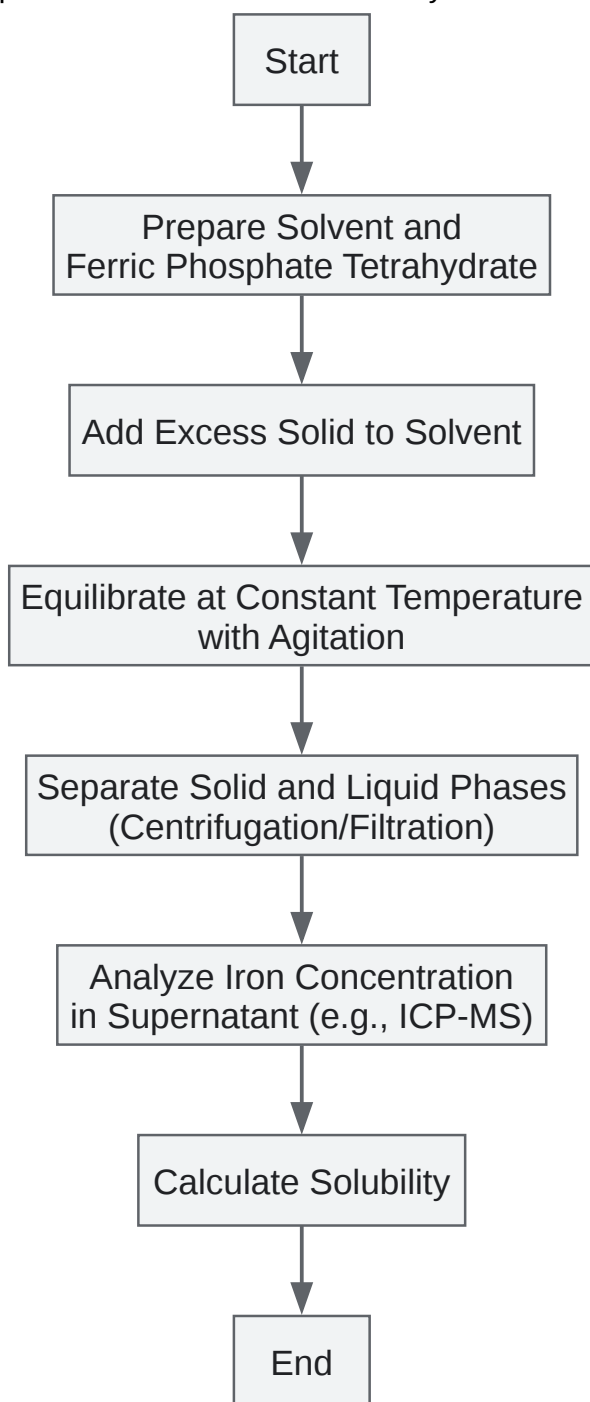 Start
Prepare Solvent and
Ferric Phosphate Tetrahydrate
Add Excess Solid to Solvent
Equilibrate at Constant Temperature
with Agitation
Separate Solid and Liquid Phases
(Centrifugation/Filtration)
Analyze Iron Concentration
in Supernatant (e.g., ICP-MS)
Calculate Solubility
End